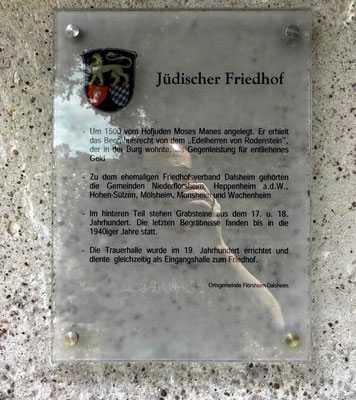 Jüdischer Friedhof
- Um 1500 vom Hofjuden Moses Manes angelegt. Er erhielt
das Begräbnisrecht von den „Edelherren von Rodenstein",
der in der Burg wohnte, als Gegenleistung für entliehenes
Geld
- Zu dem ehemaligen Friedhofsverband Dalsheim gehörten
die Gemeinden Niederflörsheim, Heppenheim a.d.W.,
Hohen-Sülzen, Mölsheim, Monsheim und Wachenheim
- Im hinteren Teil stehen Grabsteine aus dem 17. u. 18.
Jahrhundert. Die letzten Begräbnisse fanden bis in die
1940iger Jahre statt.
- Die Trauerhalle wurde im 19. Jahrhundert errichtet und
diente gleichzeitig als Eingangshalle zum Friedhof.
Ortsgemeinde Flörsheim-Dalsheim